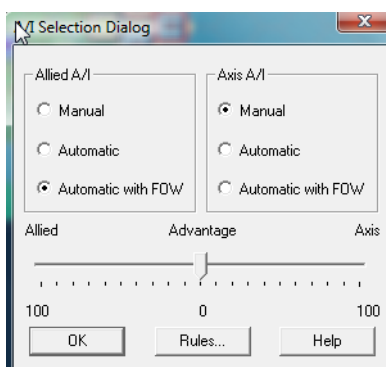 A/I Selection Dialog
Allied A/I
Axis A/I
Manual
Manual
Automatic
Automatic
Automatic with FOW
Automatic with FOW
Allied Advantage Axis
100 0 100
OK Rules... Help